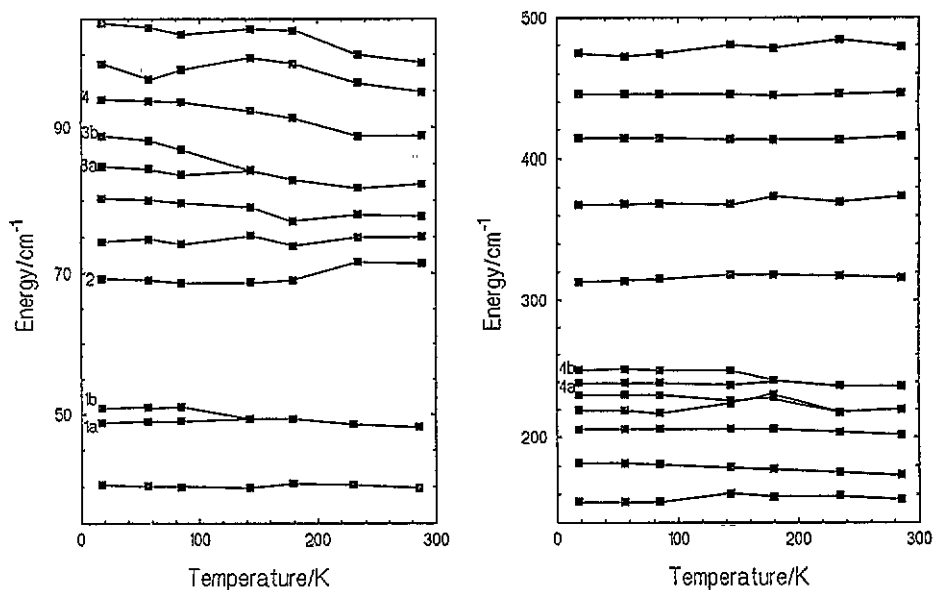 Energy/cm⁻¹
90
70
50
4
3b
3a
2
1b
1a
0
100
200
300
Temperature/K
Energy/cm⁻¹
500
400
300
200
4b
4a
0
100
200
300
Temperature/K